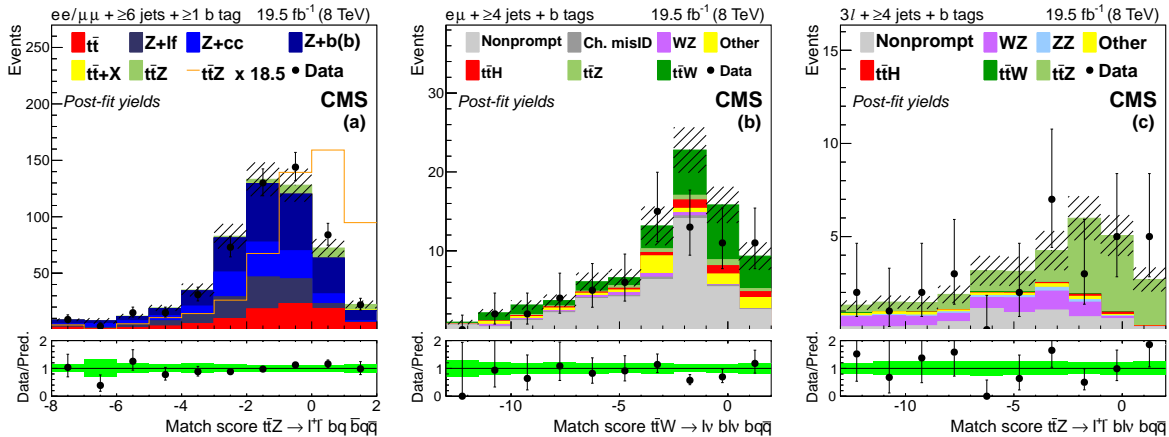 ee/μμ + ≥6 jets + ≥1 b tag 19.5 fb⁻¹ (8 TeV)
Events
250
200
150
100
50
tt̄ Z+lf Z+cc Z+b(b)
tt̄+X tt̄Z tt̄Z x 18.5 Data
Post-fit yields CMS
(a)
Data/Pred.
2
1
0
-8 -6 -4 -2 0 2
Match score tt̄Z → l⁺l⁻ bq b̄qq̄
eμ + ≥4 jets + b tags 19.5 fb⁻¹ (8 TeV)
Events
30
20
10
Nonprompt Ch. misID WZ Other
tt̄H tt̄Z tt̄W Data
Post-fit yields CMS
(b)
Data/Pred.
2
1
0
-10 -5 0
Match score tt̄W → lν blν bqq̄
3l + ≥4 jets + b tags 19.5 fb⁻¹ (8 TeV)
Events
15
10
5
Nonprompt WZ ZZ Other
tt̄H tt̄W tt̄Z Data
Post-fit yields CMS
(c)
Data/Pred.
2
1
0
13 -10 -5 0
Match score tt̄Z → l⁺l⁻ blν bqq̄